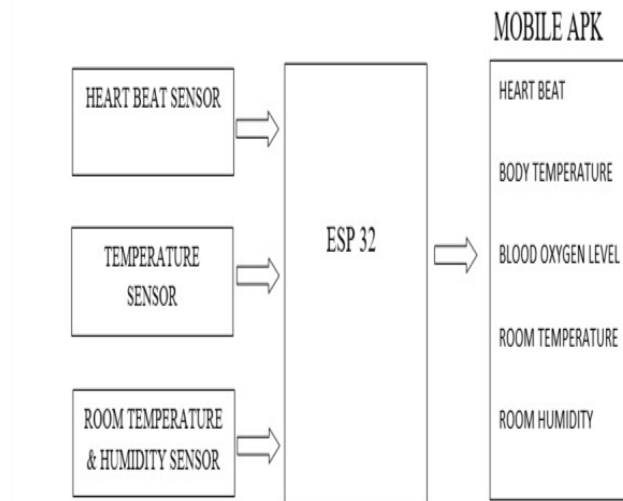 MOBILE APK
HEART BEAT SENSOR
TEMPERATURE
SENSOR
ROOM TEMPERATURE
& HUMIDITY SENSOR
ESP 32
HEART BEAT
BODY TEMPERATURE
BLOOD OXYGEN LEVEL
ROOM TEMPERATURE
ROOM HUMIDITY